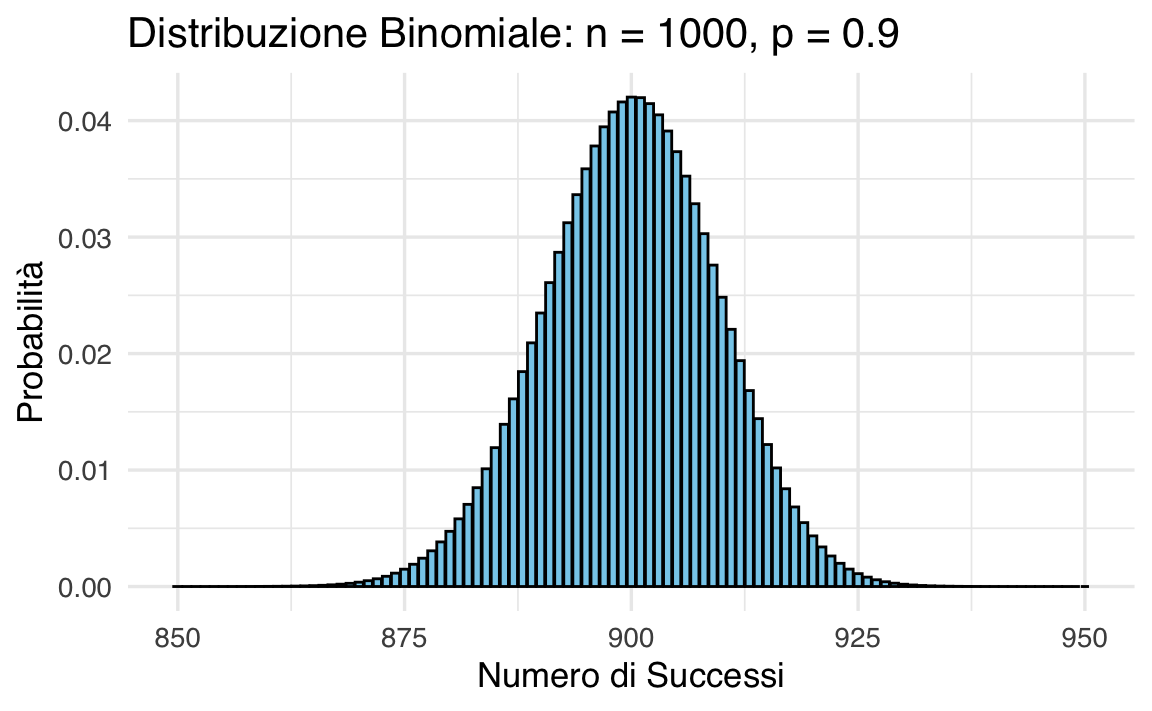 Distribuzione Binomiale: n = 1000, p = 0.9
Probabilità
0.04
0.03
0.02
0.01
0.00
850 875 900 925 950
Numero di Successi